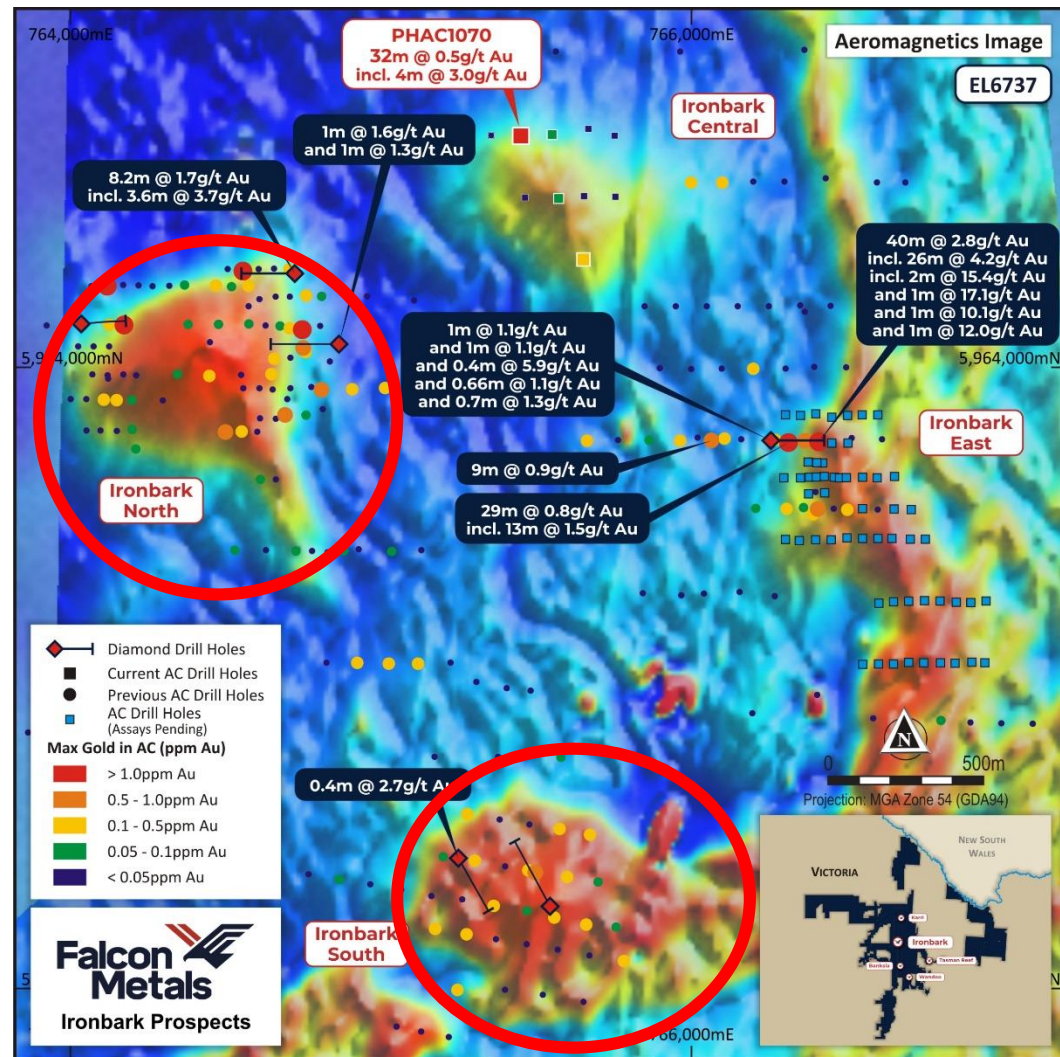 764,000mE
766,000mE
Aeromagnetics Image
EL6737
PHAC1070
32m @ 0.5g/t Au
incl. 4m @ 3.0g/t Au
Ironbark
Central
1m @ 1.6g/t Au
and 1m @ 1.3g/t Au
8.2m @ 1.7g/t Au
incl. 3.6m @ 3.7g/t Au
40m @ 2.8g/t Au
incl. 26m @ 4.2g/t Au
incl. 2m @ 15.4g/t Au
and 1m @ 17.1g/t Au
and 1m @ 10.1g/t Au
and 1m @ 12.0g/t Au
1m @ 1.1g/t Au
and 1m @ 1.1g/t Au
and 0.4m @ 5.9g/t Au
and 0.66m @ 1.1g/t Au
and 0.7m @ 1.3g/t Au
5,964,000mN
Ironbark
East
9m @ 0.9g/t Au
Ironbark
North
29m @ 0.8g/t Au
incl. 13m @ 1.5g/t Au
Diamond Drill Holes
Current AC Drill Holes
Previous AC Drill Holes
AC Drill Holes
(Assays Pending)
Max Gold in AC (ppm Au)
> 1.0ppm Au
0.5 - 1.0ppm Au
0.1 - 0.5ppm Au
0.05 - 0.1ppm Au
< 0.05ppm Au
N
0 500m
Projection: MGA Zone 54 (GDA94)
0.4m @ 2.7g/t Au
Ironbark
South
Falcon
Metals
Ironbark Prospects
NEW SOUTH
WALES
VICTORIA
Karri
Ironbark
Tasman Reef
Banksia
Wandoo